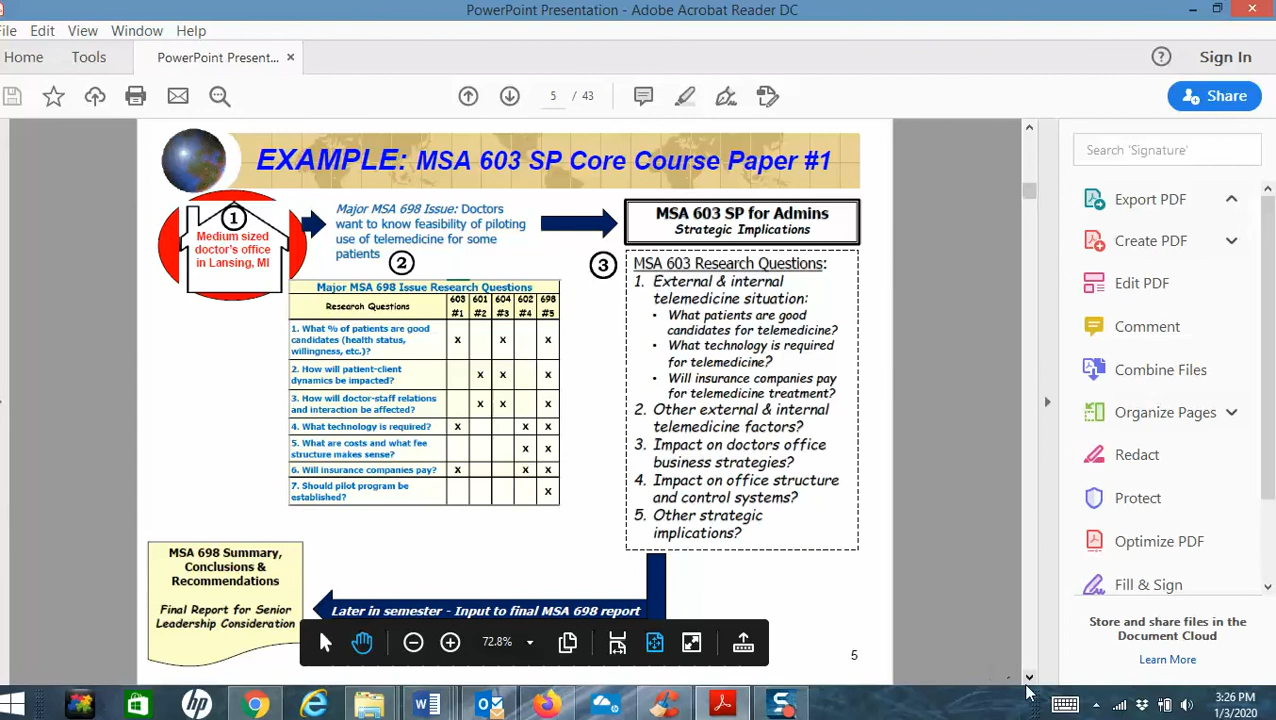 PowerPoint Presentation - Adobe Acrobat Reader DC
File Edit View Window Help
Home Tools PowerPoint Present... × Sign In
5 / 43 Share
EXAMPLE: MSA 603 SP Core Course Paper #1
1
Medium sized
doctor's office
in Lansing, MI
Major MSA 698 Issue: Doctors
want to know feasibility of piloting
use of telemedicine for some
patients
2
MSA 603 SP for Admins
Strategic Implications
3
Major MSA 698 Issue Research Questions
Research Questions 603 #1 601 #2 604 #3 602 #4 698 #5
1. What % of patients are good
candidates (health status,
willingness, etc.)? x x x
2. How will patient-client
dynamics be impacted? x x x
3. How will doctor-staff relations
and interaction be affected? x x x
4. What technology is required? x x x
5. What are costs and what fee
structure makes sense? x x
6. Will insurance companies pay? x x x
7. Should pilot program be
established? x
MSA 603 Research Questions:
1. External & internal
telemedicine situation:
• What patients are good
candidates for telemedicine?
• What technology is required
for telemedicine?
• Will insurance companies pay
for telemedicine treatment?
2. Other external & internal
telemedicine factors?
3. Impact on doctors office
business strategies?
4. Impact on office structure
and control systems?
5. Other strategic
implications?
MSA 698 Summary,
Conclusions &
Recommendations
Final Report for Senior
Leadership Consideration
Later in semester - Input to final MSA 698 report
72.8%
5
Search 'Signature'
Export PDF
Create PDF
Edit PDF
Comment
Combine Files
Organize Pages
Redact
Protect
Optimize PDF
Fill & Sign
Store and share files in the
Document Cloud
Learn More
3:26 PM
1/3/2020